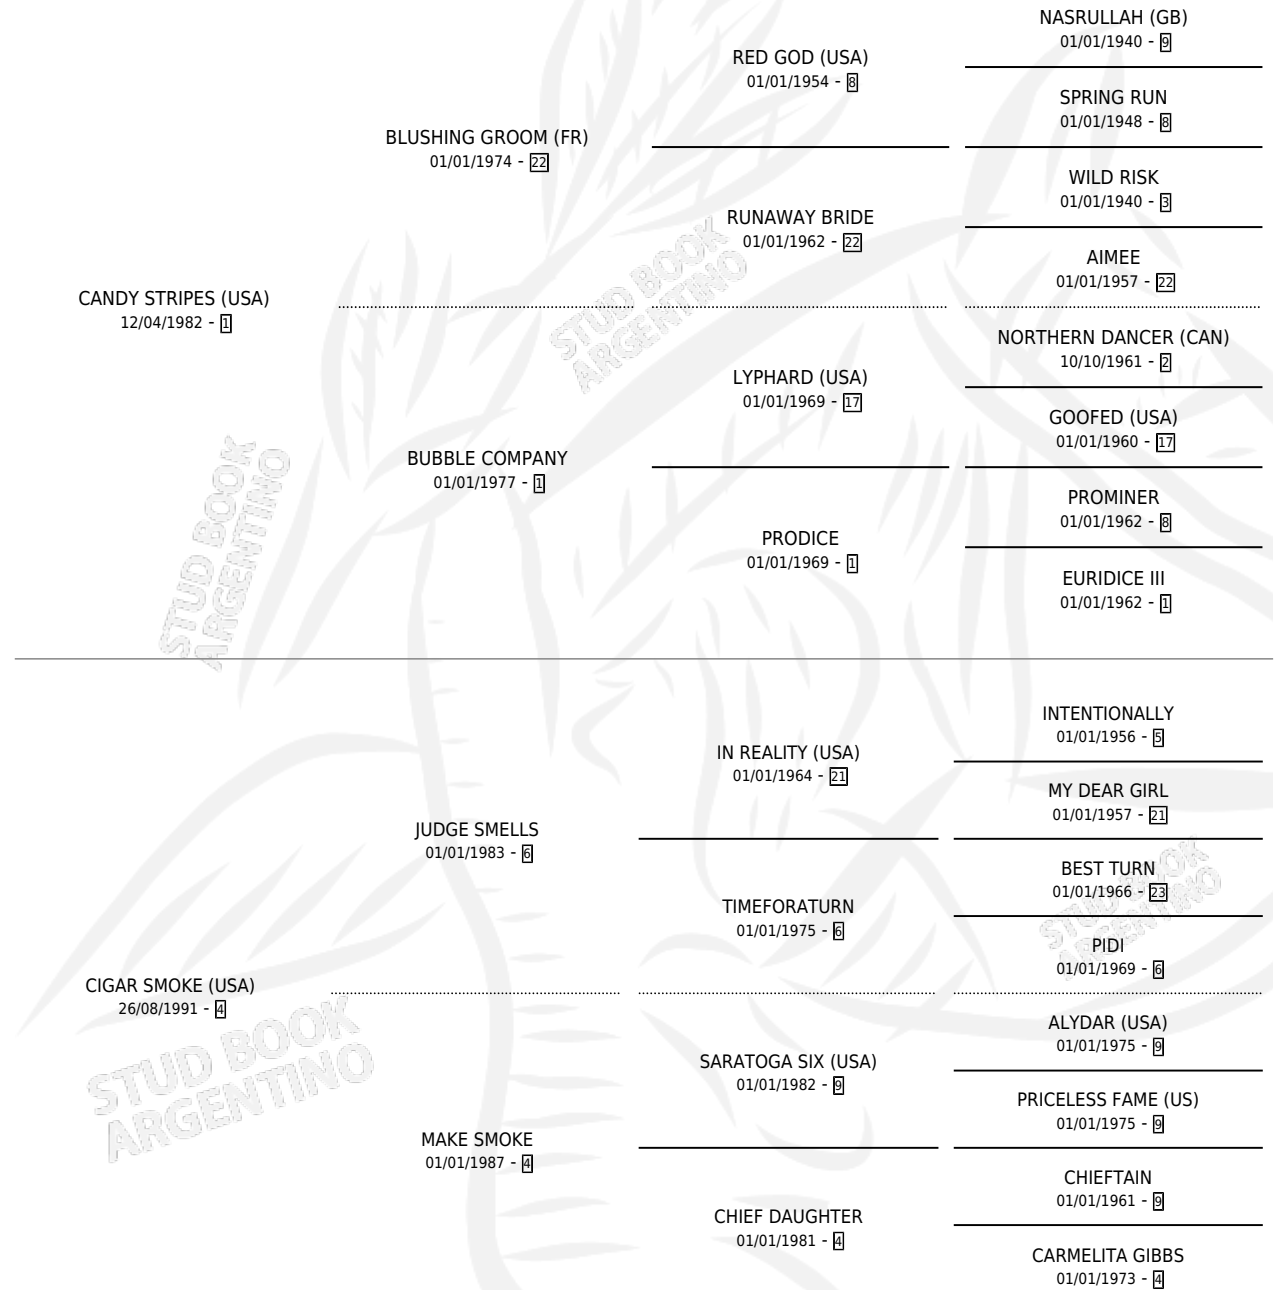 NASRULLAH (GB)
01/01/1940 - 9
RED GOD (USA)
01/01/1954 - 8
SPRING RUN
01/01/1948 - 8
BLUSHING GROOM (FR)
01/01/1974 - 22
WILD RISK
01/01/1940 - 3
RUNAWAY BRIDE
01/01/1962 - 22
AIMEE
01/01/1957 - 22
CANDY STRIPES (USA)
12/04/1982 - 1
NORTHERN DANCER (CAN)
10/10/1961 - 2
LYPHARD (USA)
01/01/1969 - 17
GOOFED (USA)
01/01/1960 - 17
BUBBLE COMPANY
01/01/1977 - 1
PROMINER
01/01/1962 - 8
PRODICE
01/01/1969 - 1
EURIDICE III
01/01/1962 - 1
STUD BOOK
ARGENTINO
STUD BOOK
ARGENTINO
INTENTIONALLY
01/01/1956 - 5
IN REALITY (USA)
01/01/1964 - 21
MY DEAR GIRL
01/01/1957 - 21
JUDGE SMELLS
01/01/1983 - 6
BEST TURN
01/01/1966 - 23
TIMEFORATURN
01/01/1975 - 6
PIDI
01/01/1969 - 6
CIGAR SMOKE (USA)
26/08/1991 - 4
ALYDAR (USA)
01/01/1975 - 9
SARATOGA SIX (USA)
01/01/1982 - 9
PRICELESS FAME (US)
01/01/1975 - 9
MAKE SMOKE
01/01/1987 - 4
CHIEFTAIN
01/01/1961 - 9
CHIEF DAUGHTER
01/01/1981 - 4
CARMELITA GIBBS
01/01/1973 - 4
STUD BOOK
ARGENTINO
STUD BOOK
ARGENTINO